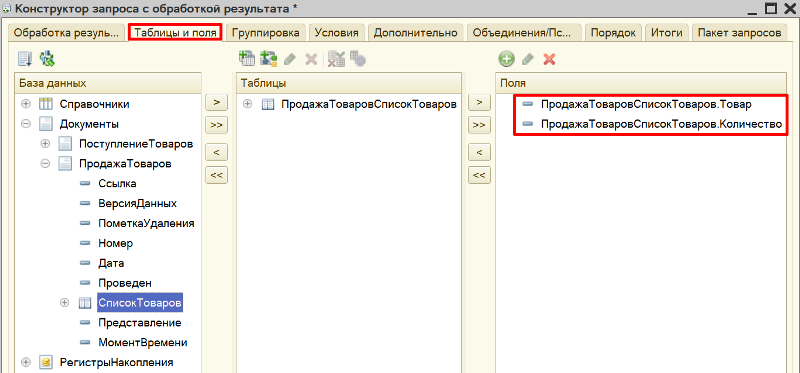 Конструктор запроса с обработкой результата *
Обработка резуль... Таблицы и поля Группировка Условия Дополнительно Объединения/Пс... Порядок Итоги Пакет запросов
База данных
Справочники
Документы
ПоступлениеТоваров
ПродажаТоваров
Ссылка
ВерсияДанных
ПометкаУдаления
Номер
Дата
Проведен
СписокТоваров
Представление
МоментВремени
РегистрыНакопления
>
>>
<
<<
Таблицы
ПродажаТоваровСписокТоваров
>
>>
<
<<
Поля
ПродажаТоваровСписокТоваров.Товар
ПродажаТоваровСписокТоваров.Количество